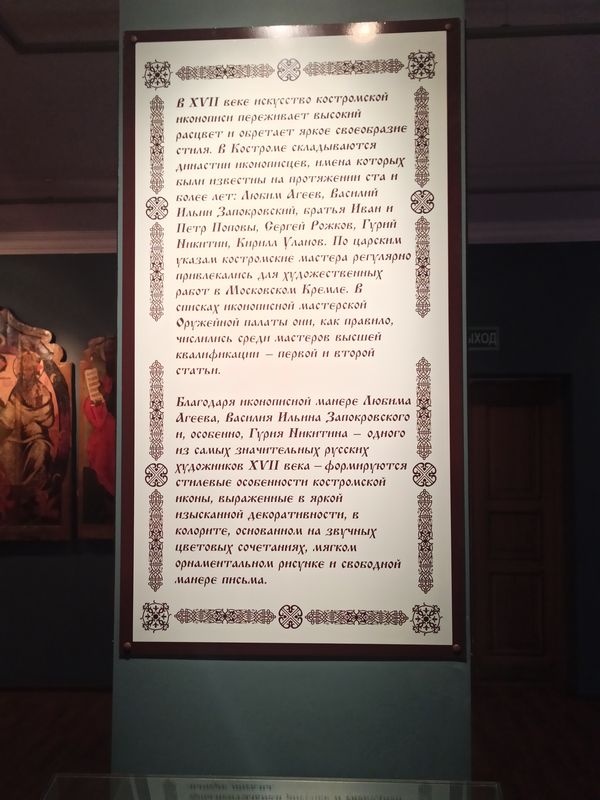 В XVII веке искусство костромской
иконописи переживает высокий
расцвет и обретает яркое своеобразие
стиля. В Костроме складываются
династии иконописцев, имена которых
были известны на протяжении ста и
более лет: Любим Агеев, Василий
Ильин Запокровский, братья Иван и
Петр Поповы, Сергей Рожков, Гурий
Никитин, Кирилл Уланов. По царским
указам костромские мастера регулярно
привлекались для художественных
работ в Московском Кремле. В
списках иконописной мастерской
Оружейной палаты они, как правило,
числились среди мастеров высшей
квалификации – первой и второй
статьи.
Благодаря иконописной манере Любима
Агеева, Василия Ильина Запокровского
и, особенно, Гурия Никитина – одного
из самых значительных русских
художников XVII века – формируются
стилевые особенности костромской
иконы, выраженные в яркой
изысканной декоративности, в
колорите, основанном на звучных
цветовых сочетаниях, мягком
орнаментальном рисунке и свободной
манере письма.
ЫХОД